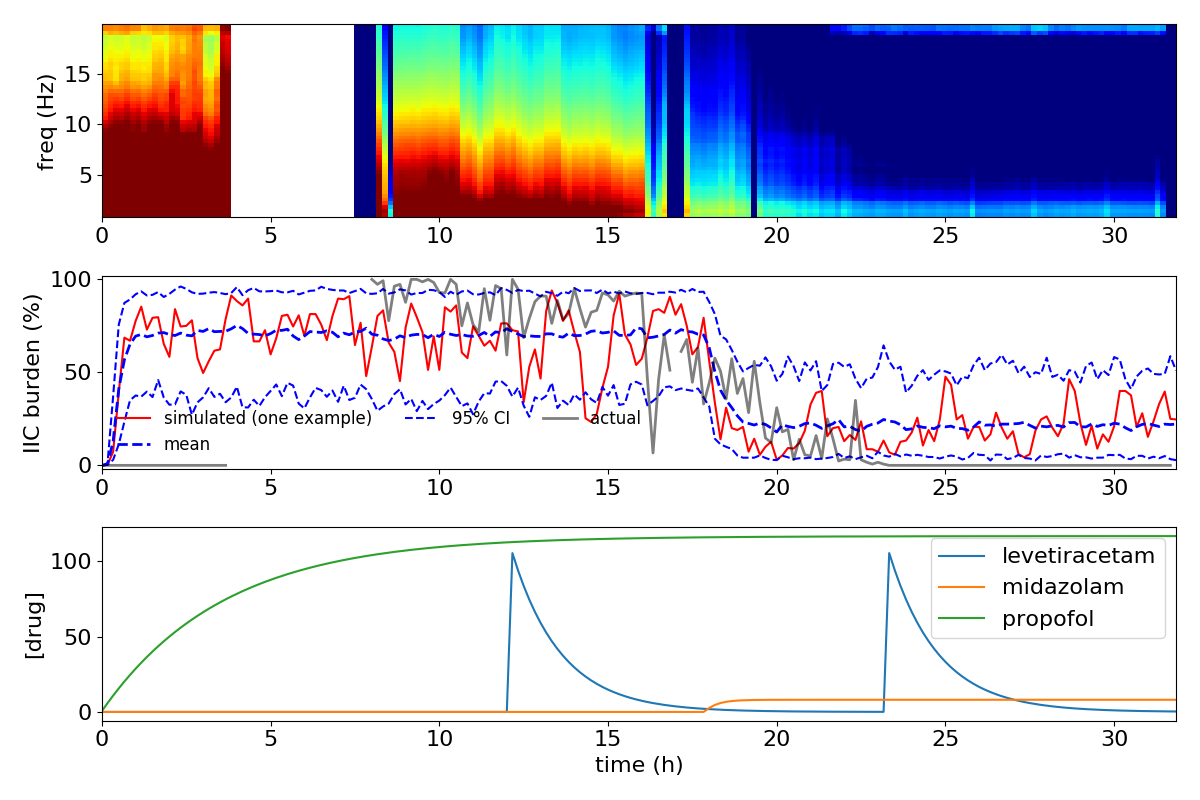 freq (Hz)
15
10
5
0 5 10 15 20 25 30
IIC burden (%)
100
50
0
simulated (one example) 95% CI actual
mean
0 5 10 15 20 25 30
[drug]
100
50
0
levetiracetam
midazolam
propofol
0 5 10 15 20 25 30
time (h)